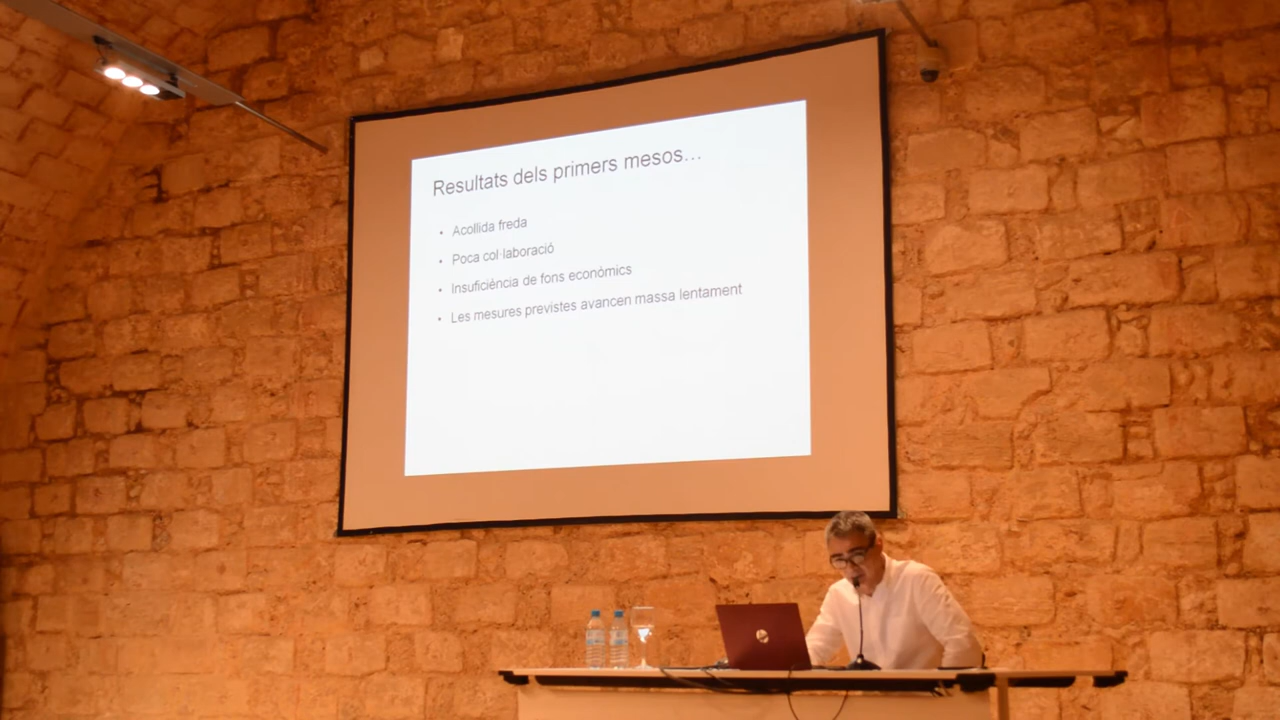 Resultats dels primers mesos…
• Acollida freda
• Poca col·laboració
• Insuficiència de fons econòmics
• Les mesures previstes avancen massa lentament